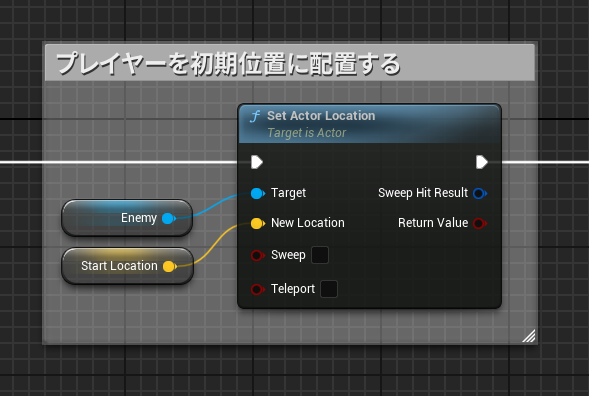 プレイヤーを初期位置に配置する
f Set Actor Location
Target is Actor
Target
Sweep Hit Result
Enemy
New Location
Return Value
Start Location
Sweep
Teleport